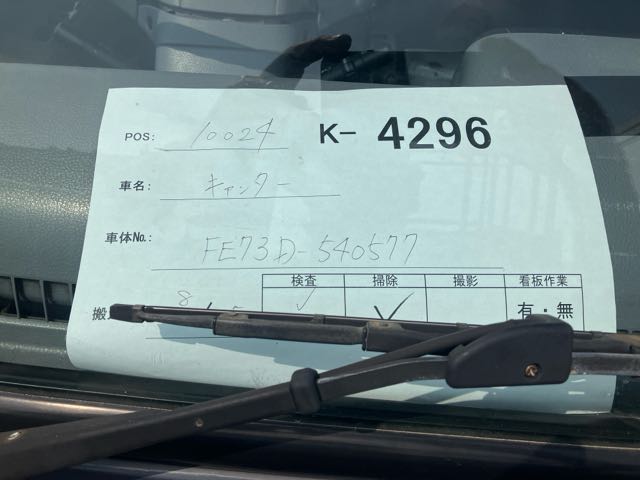 POS: 10024 K- 4296
車名: キャンター
車体No.: FE73D-540577
検査 掃除 撮影 看板作業
搬 8 ✓ ✓ 有・無